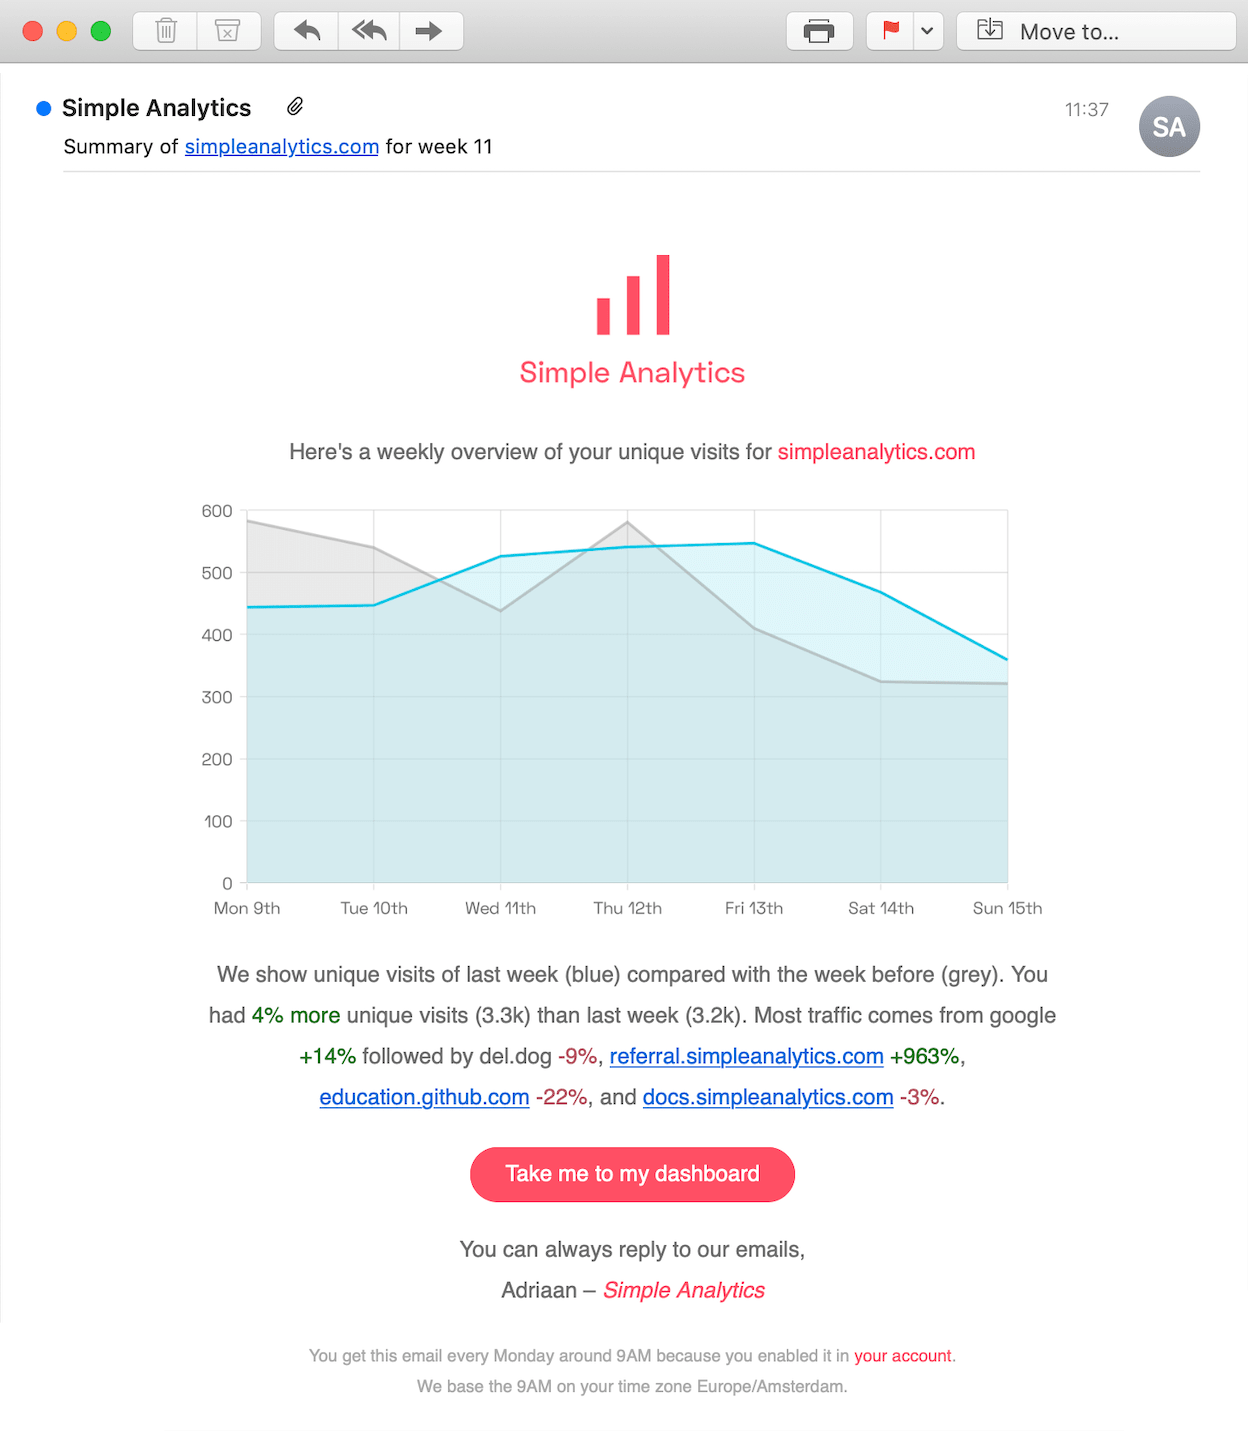 Move to...
Simple Analytics
11:37
SA
Summary of simpleanalytics.com for week 11
Simple Analytics
Here's a weekly overview of your unique visits for simpleanalytics.com
600
500
400
300
200
100
0
Mon 9th Tue 10th Wed 11th Thu 12th Fri 13th Sat 14th Sun 15th
We show unique visits of last week (blue) compared with the week before (grey). You
had 4% more unique visits (3.3k) than last week (3.2k). Most traffic comes from google
+14% followed by del.dog -9%, referral.simpleanalytics.com +963%,
education.github.com -22%, and docs.simpleanalytics.com -3%.
Take me to my dashboard
You can always reply to our emails,
Adriaan – Simple Analytics
You get this email every Monday around 9AM because you enabled it in your account.
We base the 9AM on your time zone Europe/Amsterdam.